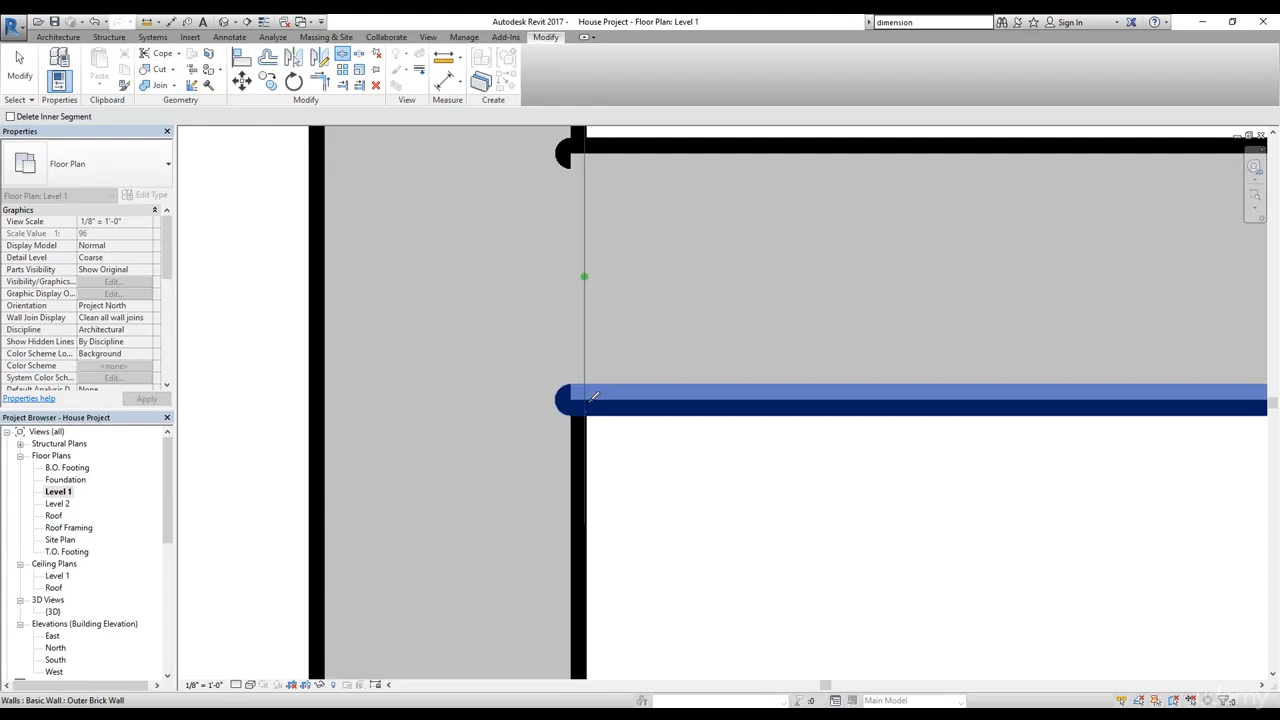 Autodesk Revit 2017 - House Project - Floor Plan: Level 1
dimension
Sign In
Architecture Structure Systems Insert Annotate Analyze Massing & Site Collaborate View Manage Add-Ins Modify
Modify
Paste
Cope
Cut
Join
Select Properties Clipboard Geometry Modify View Measure Create
Delete Inner Segment
Properties
Floor Plan
Floor Plan: Level 1
Edit Type
Graphics
View Scale 1/8" = 1'-0"
Scale Value 1: 96
Display Model Normal
Detail Level Coarse
Parts Visibility Show Original
Visibility/Graphics... Edit...
Graphic Display O... Edit...
Orientation Project North
Wall Join Display Clean all wall joins
Discipline Architectural
Show Hidden Lines By Discipline
Color Scheme Lo... Background
Color Scheme <none>
System Color Sch... Edit...
Default Analysis D... None
Properties help
Apply
Project Browser - House Project
Views (all)
Structural Plans
Floor Plans
B.O. Footing
Foundation
Level 1
Level 2
Roof
Roof Framing
Site Plan
T.O. Footing
Ceiling Plans
Level 1
Roof
3D Views
{3D}
Elevations (Building Elevation)
East
North
South
West
1/8" = 1'-0"
Walls : Basic Wall : Outer Brick Wall
:0
Main Model
:0